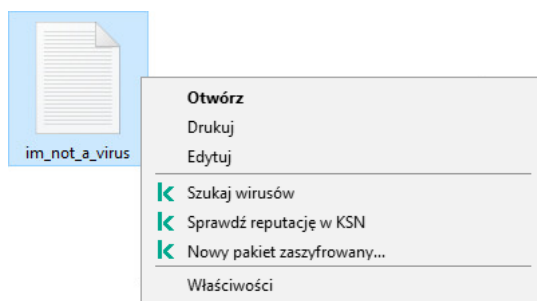 im_not_a_virus
Otwórz
Drukuj
Edytuj
Szukaj wirusów
Sprawdź reputację w KSN
Nowy pakiet zaszyfrowany...
Właściwości